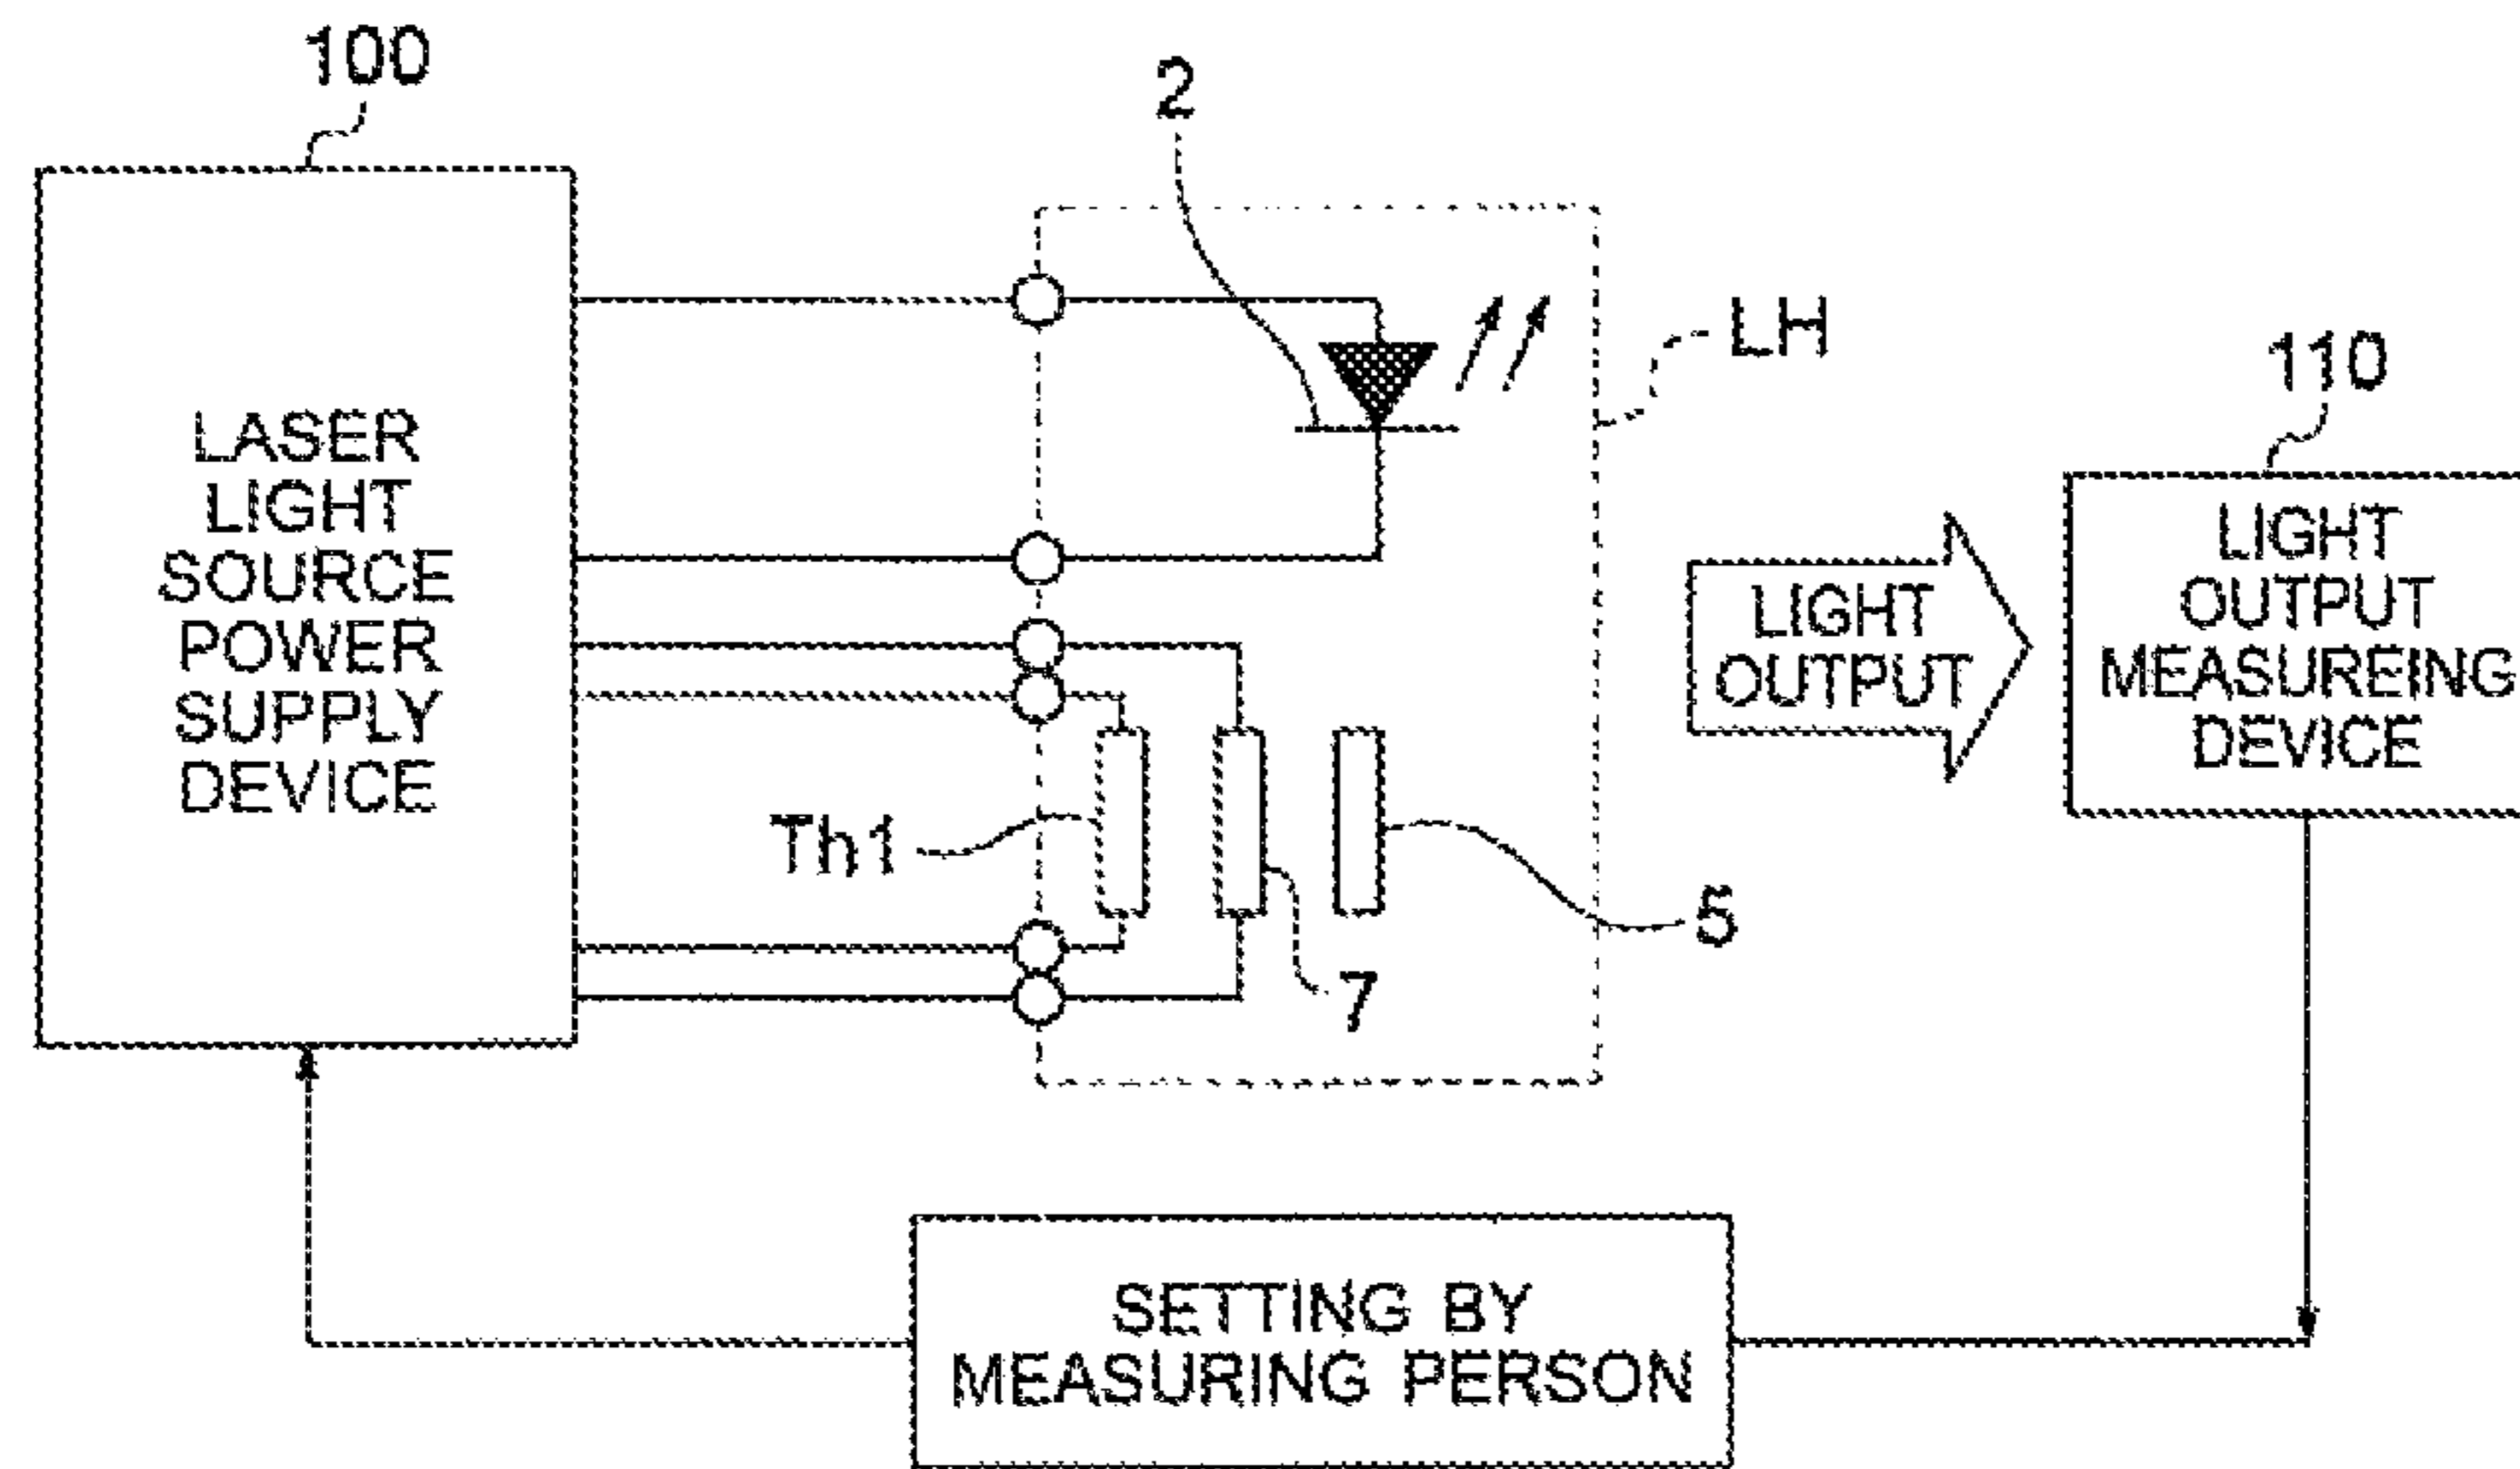 100
2
LH
110
LASER
LIGHT
SOURCE
POWER
SUPPLY
DEVICE
LIGHT
OUTPUT
LIGHT
OUTPUT
MEASUREING
DEVICE
Th1
5
7
SETTING BY
MEASURING PERSON